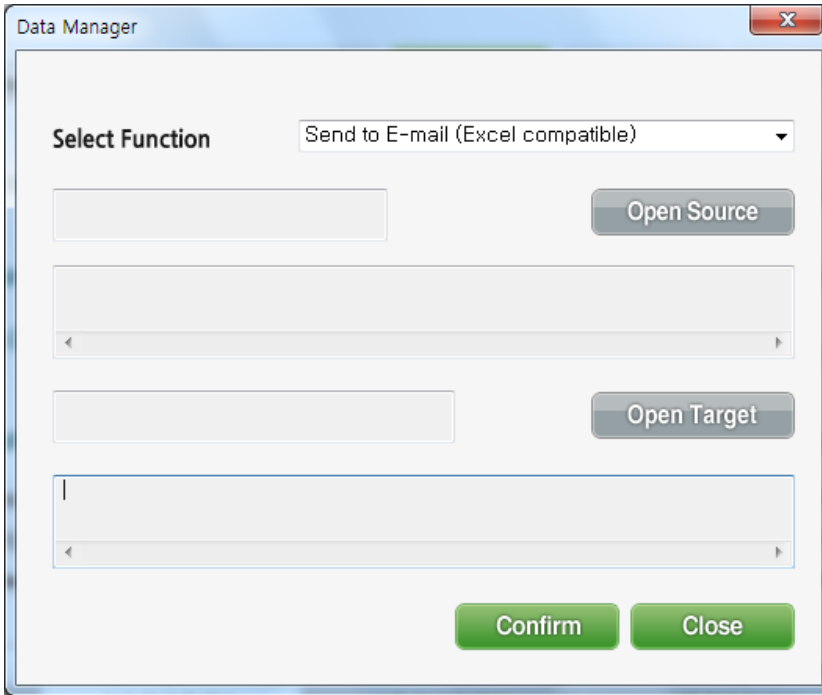 Data Manager
Select Function
Send to E-mail (Excel compatible)
Open Source
Open Target
Confirm
Close